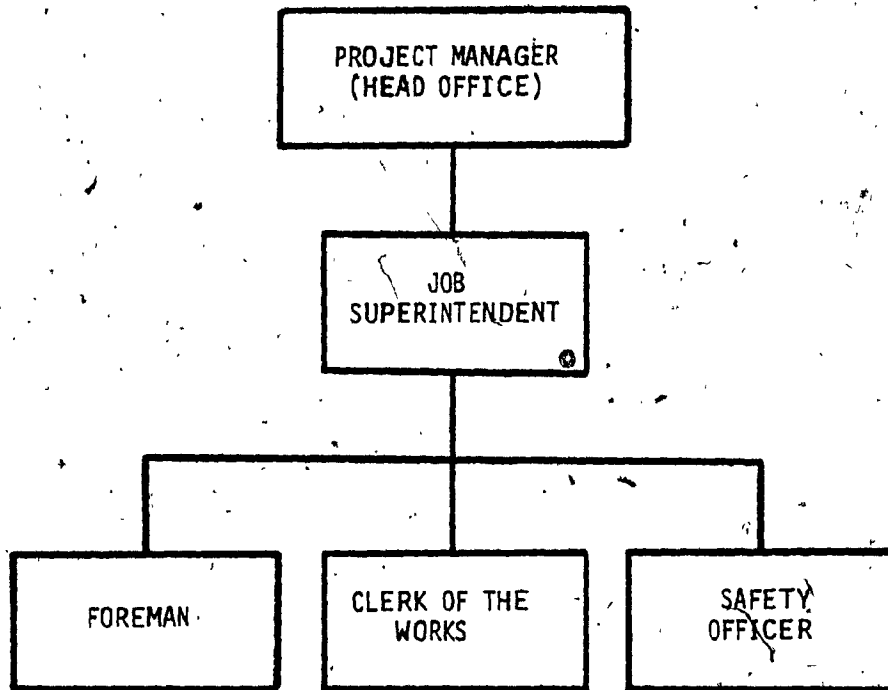 PROJECT MANAGER
(HEAD OFFICE)
JOB
SUPERINTENDENT
FOREMAN
CLERK OF THE
WORKS
SAFETY
OFFICER